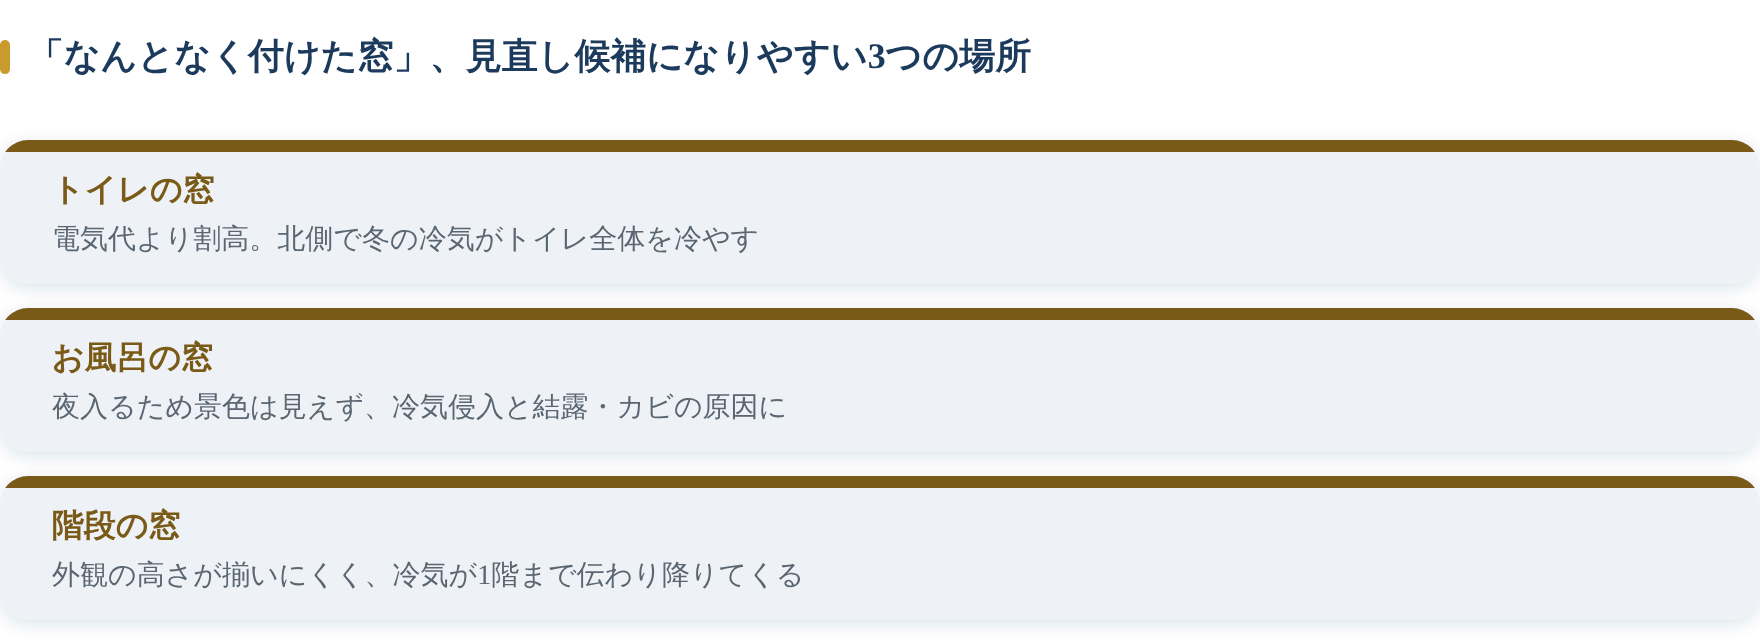 「なんとなく付けた窓」、見直し候補になりやすい3つの場所
トイレの窓
電気代より割高。北側で冬の冷気がトイレ全体を冷やす
お風呂の窓
夜入るため景色は見えず、冷気侵入と結露・カビの原因に
階段の窓
外観の高さが揃いにくく、冷気が1階まで伝わり降りてくる